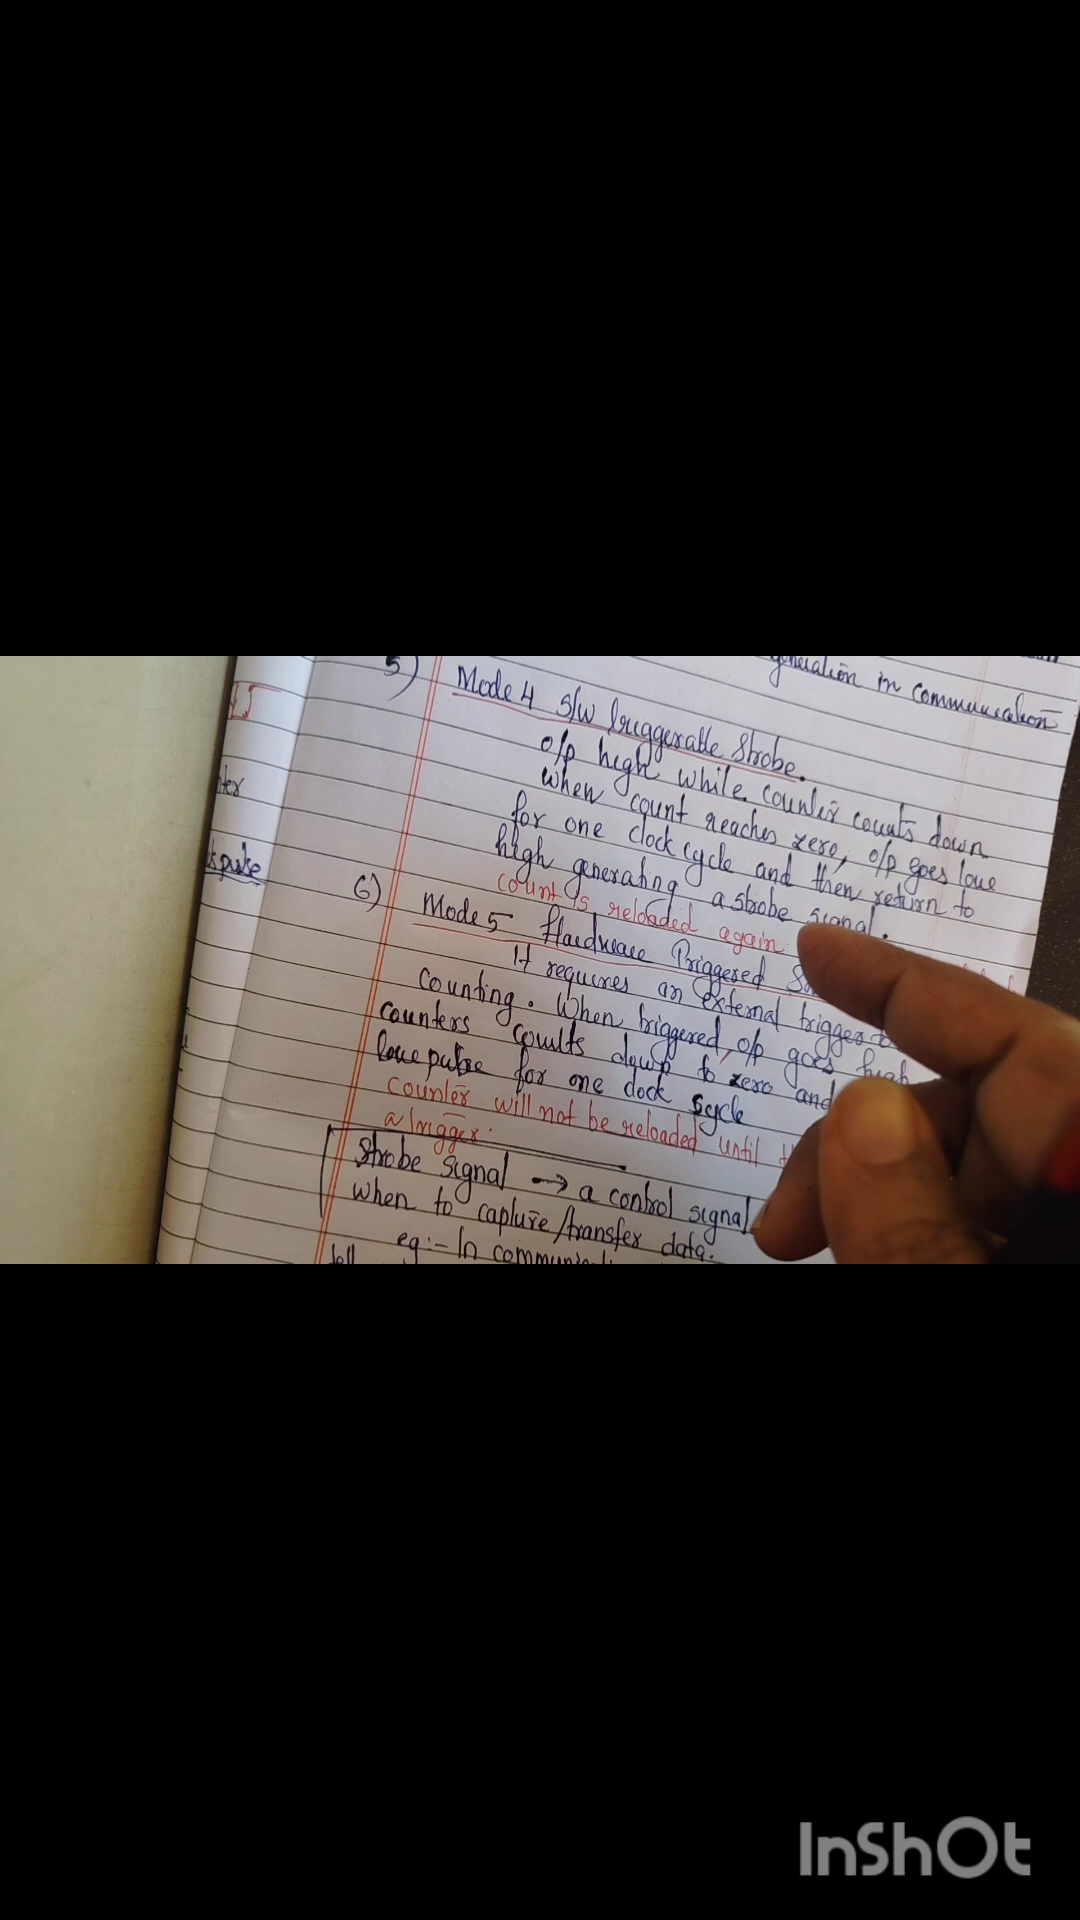 generation in communication
5) Mode 4 S/W Triggerable Strobe.
o/p high while counter counts down
when count reaches zero, o/p goes low
for one clock cycle and then return to
high generating a strobe signal.
count is reloaded again
6) Mode 5 Hardware Triggered
It requires an external trigger to
counting. When triggered, o/p goes high
counters counts down to zero and
low pulse for one clock cycle
counter will not be reloaded until
a trigger.
Strobe signal → a control signal
when to capture/transfer data.
eg:- In
pulse
InShOt